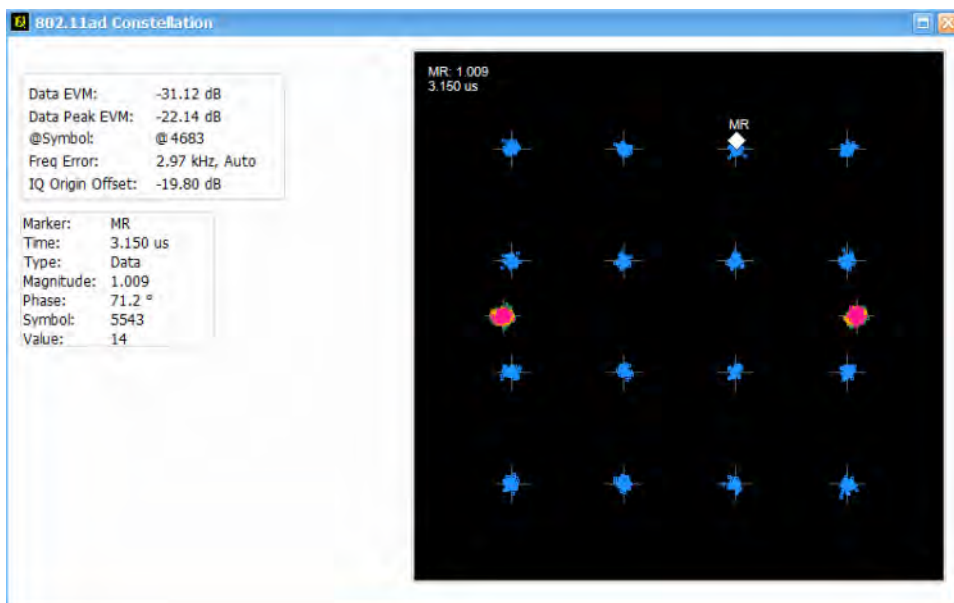 802.11ad Constellation
Data EVM: -31.12 dB
Data Peak EVM: -22.14 dB
@Symbol: @ 4683
Freq Error: 2.97 kHz, Auto
IQ Origin Offset: -19.80 dB
Marker: MR
Time: 3.150 us
Type: Data
Magnitude: 1.009
Phase: 71.2 °
Symbol: 5543
Value: 14
MR: 1.009
3.150 us
MR